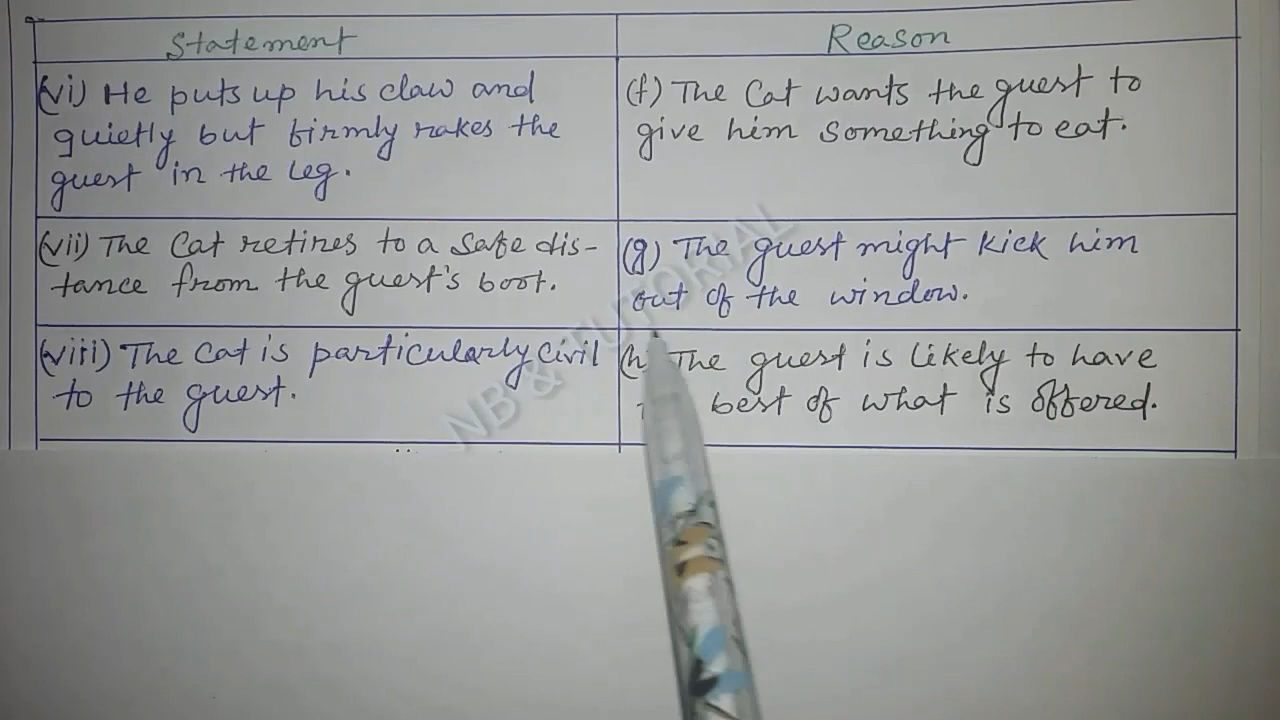 Statement
Reason
(vi) He puts up his claw and
quietly but firmly rakes the
guest in the leg.
(f) The Cat wants the guest to
give him something to eat.
(vii) The Cat retires to a safe dis-
tance from the guest's boot.
(g) The guest might kick him
out of the window.
(viii) The Cat is particularly civil
to the guest.
(h) The guest is likely to have
best of what is offered.
NB & TUTORIAL